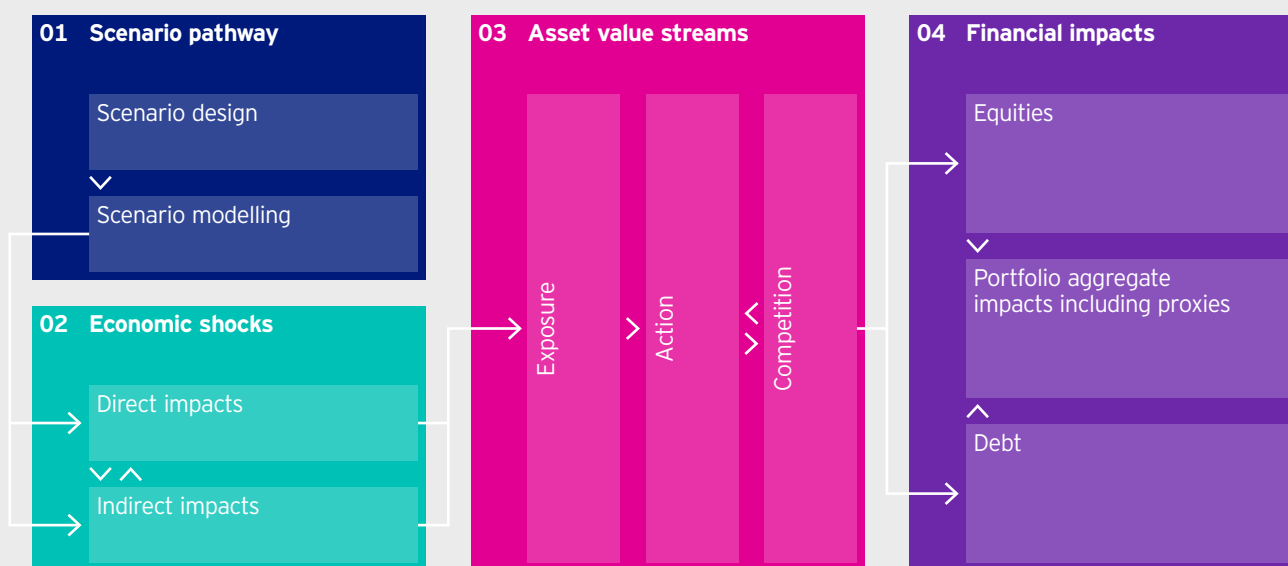 01 Scenario pathway
Scenario design
Scenario modelling
02 Economic shocks
Direct impacts
Indirect impacts
03 Asset value streams
Exposure
Action
Competition
04 Financial impacts
Equities
Portfolio aggregate
impacts including proxies
Debt